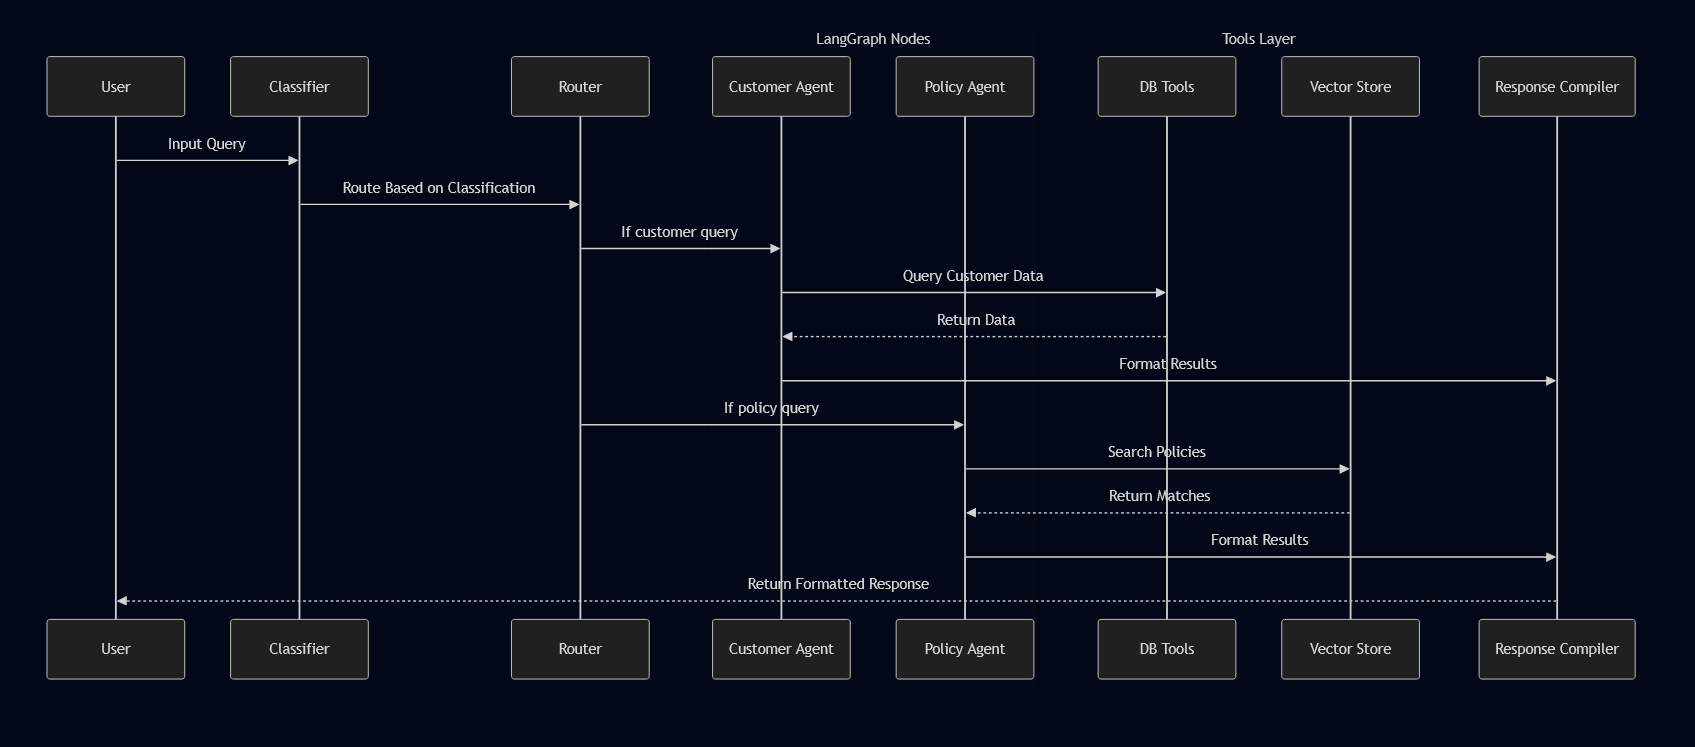 LangGraph Nodes
Tools Layer
User
Classifier
Router
Customer Agent
Policy Agent
DB Tools
Vector Store
Response Compiler
Input Query
Route Based on Classification
If customer query
Query Customer Data
Return Data
Format Results
If policy query
Search Policies
Return Matches
Format Results
Return Formatted Response
User
Classifier
Router
Customer Agent
Policy Agent
DB Tools
Vector Store
Response Compiler